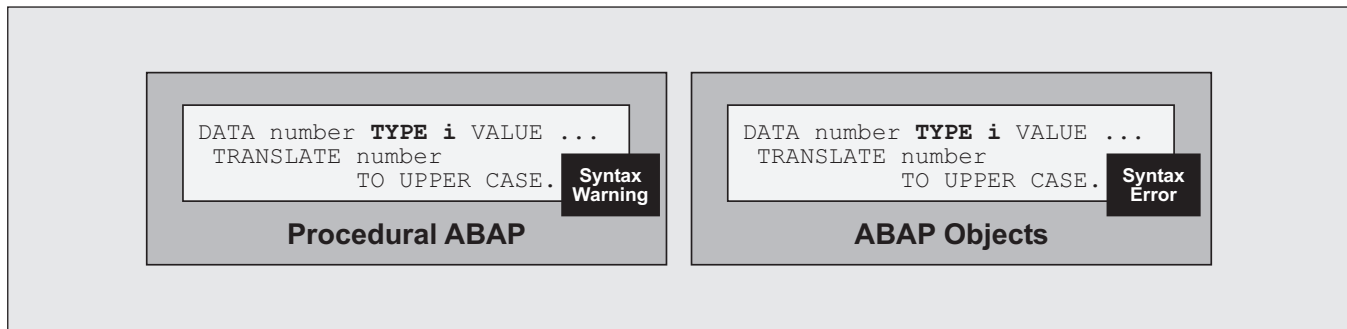 DATA number TYPE i VALUE ...
TRANSLATE number
TO UPPER CASE.
Syntax
Warning
Procedural ABAP
DATA number TYPE i VALUE ...
TRANSLATE number
TO UPPER CASE.
Syntax
Error
ABAP Objects